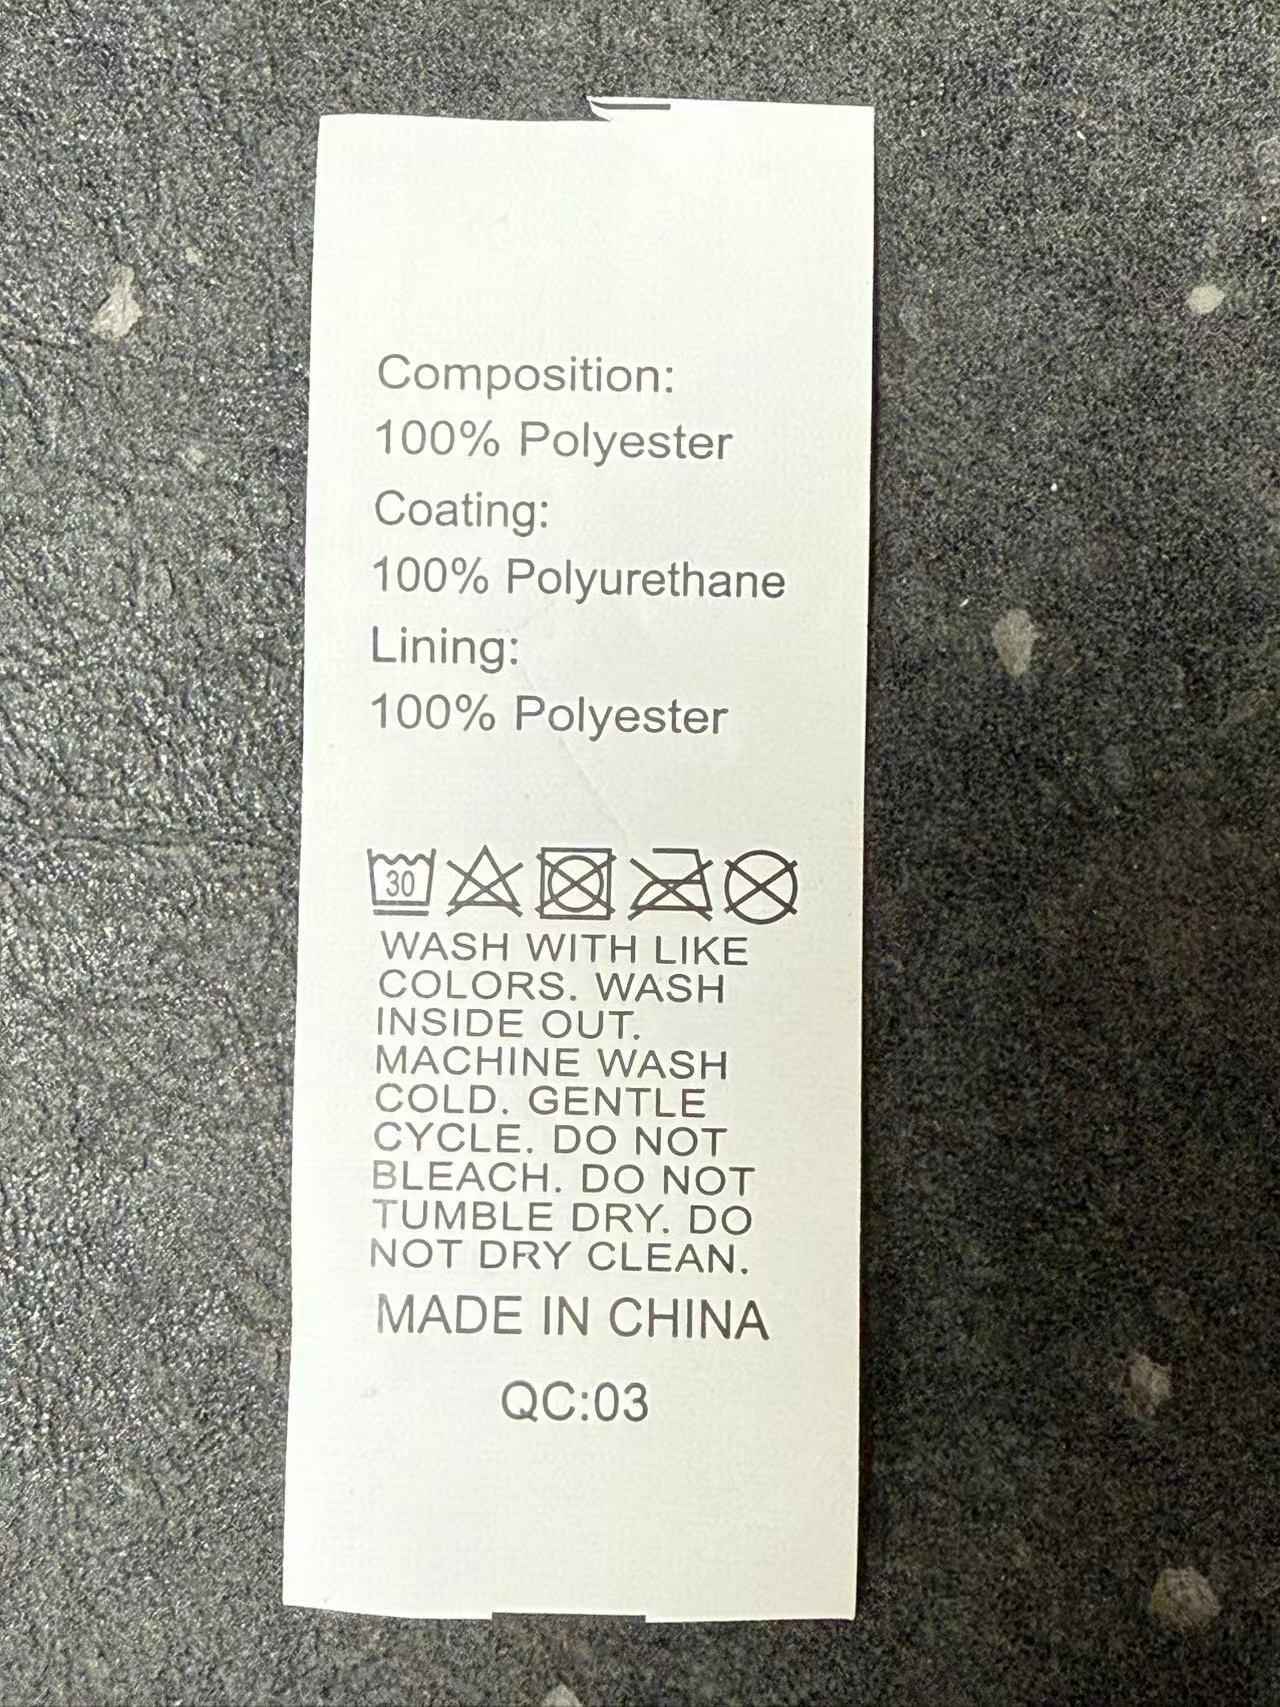 Composition:
100% Polyester
Coating:
100% Polyurethane
Lining:
100% Polyester
30
WASH WITH LIKE
COLORS. WASH
INSIDE OUT.
MACHINE WASH
COLD. GENTLE
CYCLE. DO NOT
BLEACH. DO NOT
TUMBLE DRY. DO
NOT DRY CLEAN.
MADE IN CHINA
QC:03